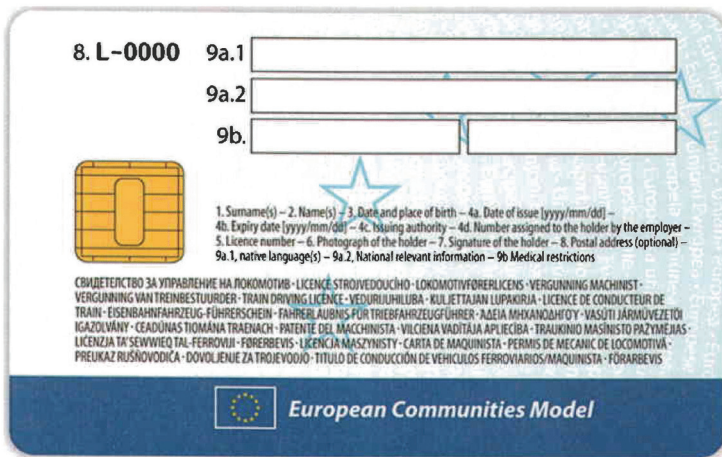 8. L-0000 9a.1
9a.2
9b.
1. Surname(s) – 2. Name(s) – 3. Date and place of birth – 4a. Date of issue [yyyy/mm/dd] –
4b. Expiry date [yyyy/mm/dd] – 4c. Issuing authority – 4d. Number assigned to the holder by the employer –
5. Licence number – 6. Photograph of the holder – 7. Signature of the holder – 8. Postal address (optional) –
9a.1, native language(s) – 9a.2, National relevant information – 9b Medical restrictions
СВИДЕТЕЛСТВО ЗА УПРАВЛЕНИЕ НА ЛОКОМОТИВ · LICENCE STROJVEDOUCÍHO · LOKOMOTIVFØRERLICENS · VERGUNNING MACHINIST ·
VERGUNNING VAN TREINBESTUURDER · TRAIN DRIVING LICENCE · VEDURIJUHILUBA · KULJETTAJAN LUPAKIRJA · LICENCE DE CONDUCTEUR DE
TRAIN · EISENBAHNFAHRZEUG-FÜHRERSCHEIN · FAHRERLAUBNIS FÜR TRIEBFAHRZEUGFÜHRER · ΆΔΕΙΑ ΜΗΧΑΝΟΔΗΓΟΥ · VASÚTI JÁRMŰVEZETŐI
IGAZOLVÁNY · CEADÚNAS TIOMÁNA TRAENACH · PATENTE DEL MACCHINISTA · VILCIENA VADĪTĀJA APLIECĪBA · TRAUKINIO MAŠINISTO PAŽYMĖJIMAS ·
LIĊENZJA TA' SEWWIEQ TAL-FERROVIJI · FØRERBEVIS · LICENCJA MASZYNISTY · CARTA DE MAQUINISTA · PERMIS DE MECANIC DE LOCOMOTIVĂ ·
PREUKAZ RUŠŇOVODIČA · DOVOLJENJE ZA TROJEVODJO · TITULO DE CONDUCCIÓN DE VEHICULOS FERROVIARIOS/MAQUINISTA · FÖRARBEVIS
European Communities Model